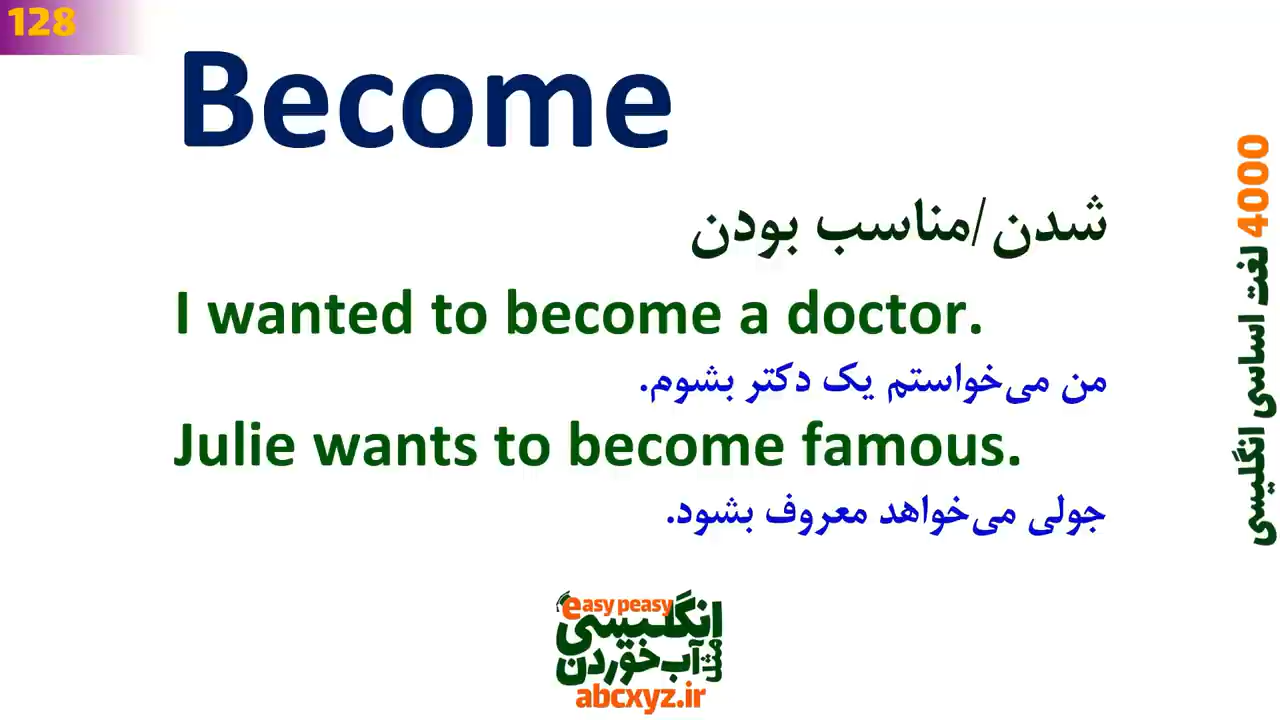 128
Become
شدن/مناسب بودن
I wanted to become a doctor.
من می‌خواستم یک دکتر بشوم.
Julie wants to become famous.
جولی می‌خواهد معروف بشود.
4000 لغت اساسی انگلیسی
easy peasy
انگلیسی
مثل آب خوردن
abcxyz.ir